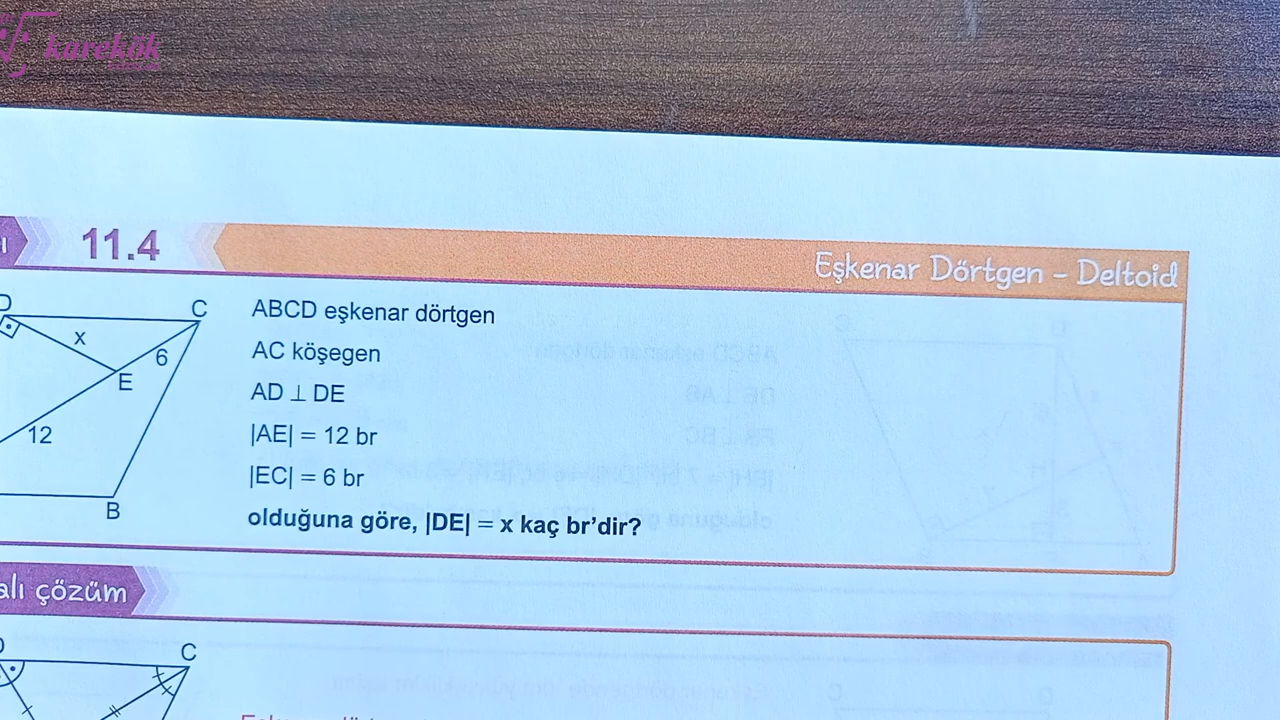 karekök
11.4
Eşkenar Dörtgen - Deltoid
D
C
x
6
E
12
B
ABCD eşkenar dörtgen
AC köşegen
AD ⊥ DE
|AE| = 12 br
|EC| = 6 br
olduğuna göre, |DE| = x kaç br'dir?
alı çözüm
C